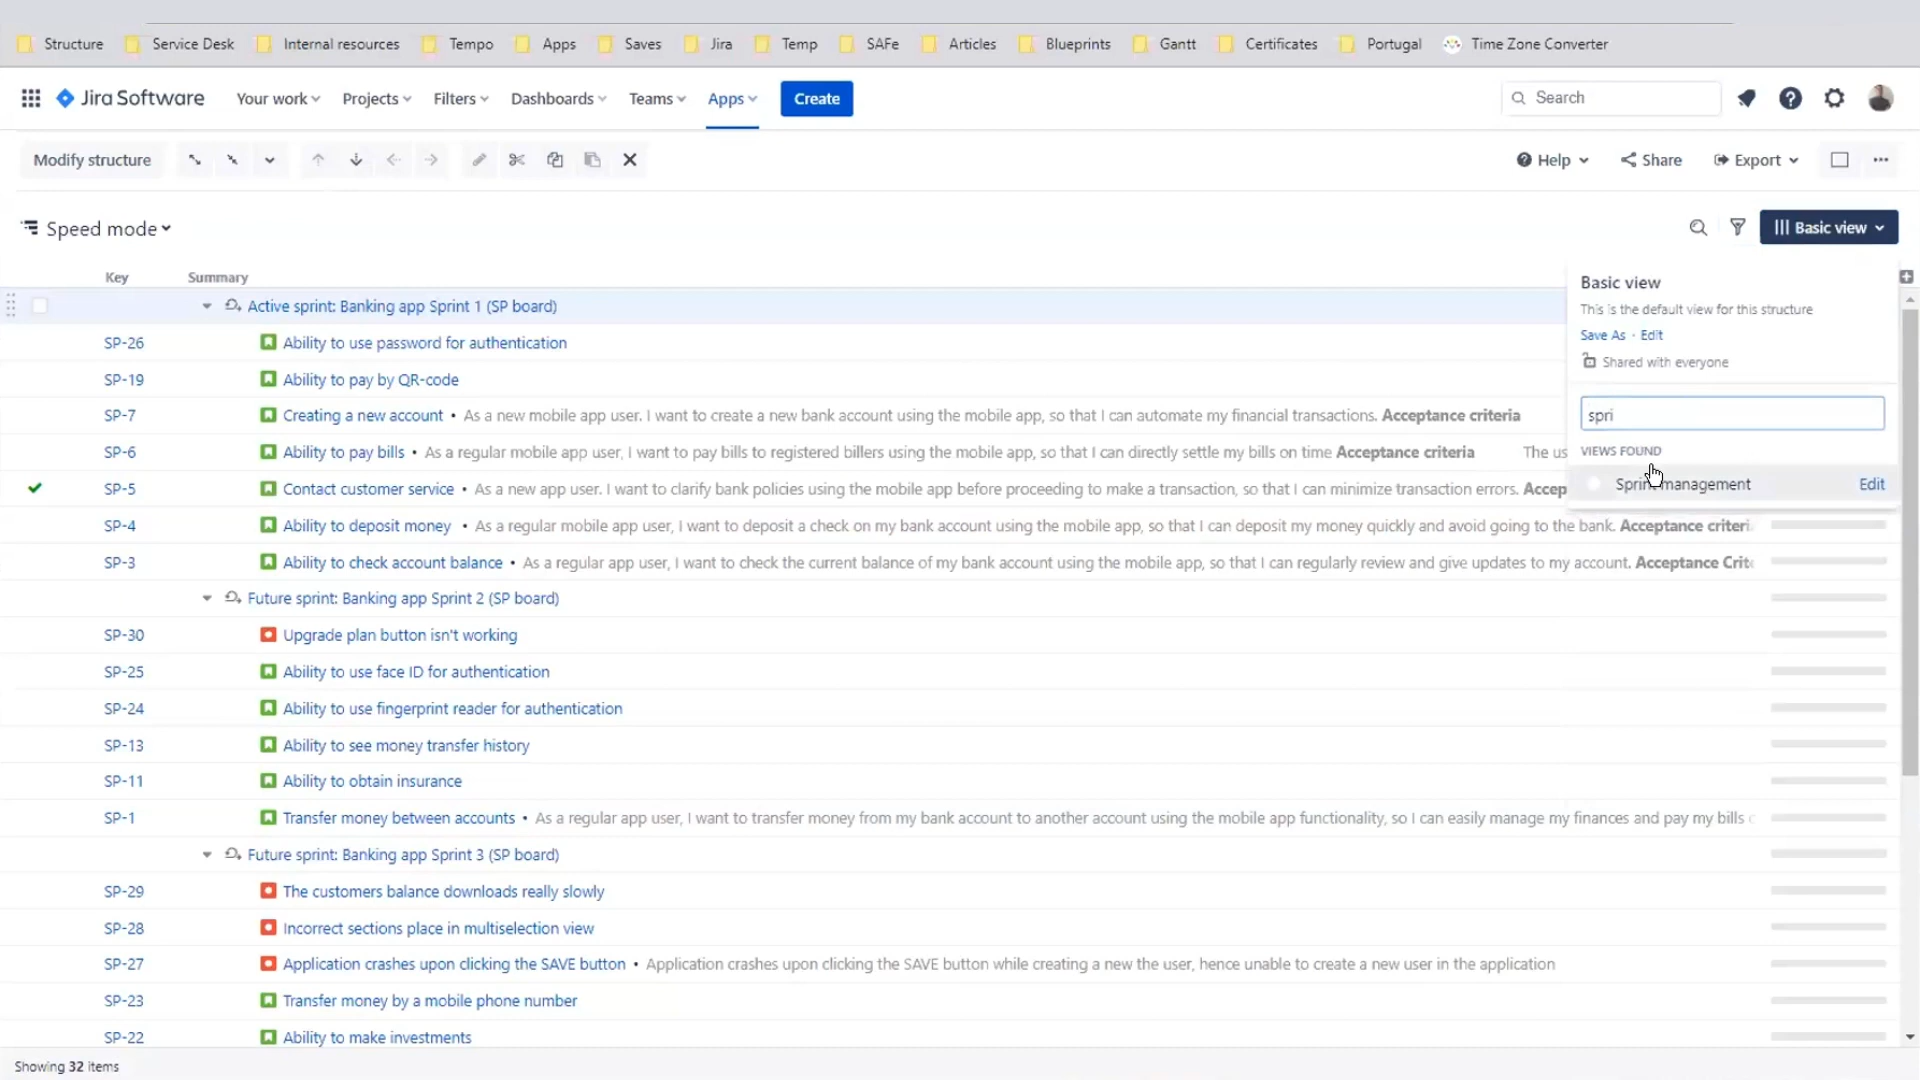 Structure Service Desk Internal resources Tempo Apps Saves Jira Temp SAFe Articles Blueprints Gantt Certificates Portugal Time Zone Converter
Jira Software Your work Projects Filters Dashboards Teams Apps Create Search
Modify structure Help Share Export
Speed mode Basic view
Key Summary
Basic view
This is the default view for this structure
Save As · Edit
Shared with everyone
spri
VIEWS FOUND
Sprint management Edit
Active sprint: Banking app Sprint 1 (SP board)
SP-26 Ability to use password for authentication
SP-19 Ability to pay by QR-code
SP-7 Creating a new account • As a new mobile app user. I want to create a new bank account using the mobile app, so that I can automate my financial transactions. Acceptance criteria
SP-6 Ability to pay bills • As a regular mobile app user, I want to pay bills to registered billers using the mobile app, so that I can directly settle my bills on time Acceptance criteria The us
SP-5 Contact customer service • As a new app user. I want to clarify bank policies using the mobile app before proceeding to make a transaction, so that I can minimize transaction errors. Accep
SP-4 Ability to deposit money • As a regular mobile app user, I want to deposit a check on my bank account using the mobile app, so that I can deposit my money quickly and avoid going to the bank. Acceptance criteri
SP-3 Ability to check account balance • As a regular app user, I want to check the current balance of my bank account using the mobile app, so that I can regularly review and give updates to my account. Acceptance Crit
Future sprint: Banking app Sprint 2 (SP board)
SP-30 Upgrade plan button isn't working
SP-25 Ability to use face ID for authentication
SP-24 Ability to use fingerprint reader for authentication
SP-13 Ability to see money transfer history
SP-11 Ability to obtain insurance
SP-1 Transfer money between accounts • As a regular app user, I want to transfer money from my bank account to another account using the mobile app functionality, so I can easily manage my finances and pay my bills
Future sprint: Banking app Sprint 3 (SP board)
SP-29 The customers balance downloads really slowly
SP-28 Incorrect sections place in multiselection view
SP-27 Application crashes upon clicking the SAVE button • Application crashes upon clicking the SAVE button while creating a new the user, hence unable to create a new user in the application
SP-23 Transfer money by a mobile phone number
SP-22 Ability to make investments
Showing 32 items